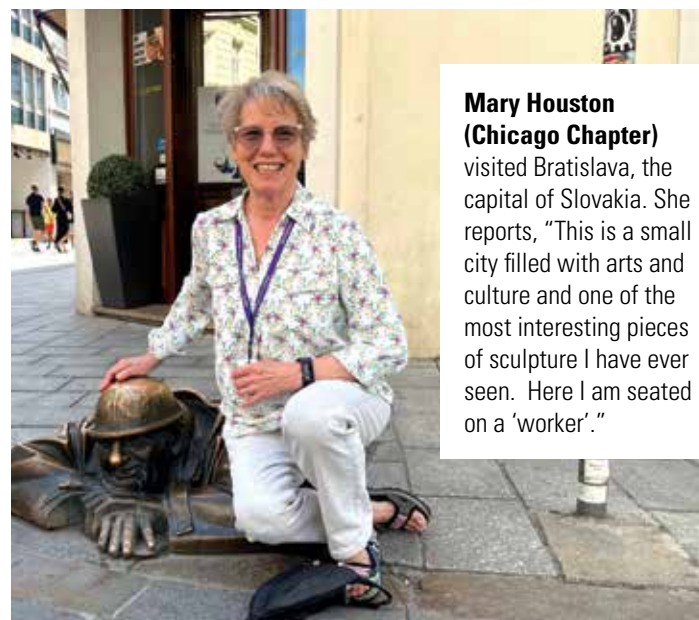 Mary Houston
(Chicago Chapter)
visited Bratislava, the
capital of Slovakia. She
reports, “This is a small
city filled with arts and
culture and one of the
most interesting pieces
of sculpture I have ever
seen.  Here I am seated
on a ‘worker’.”